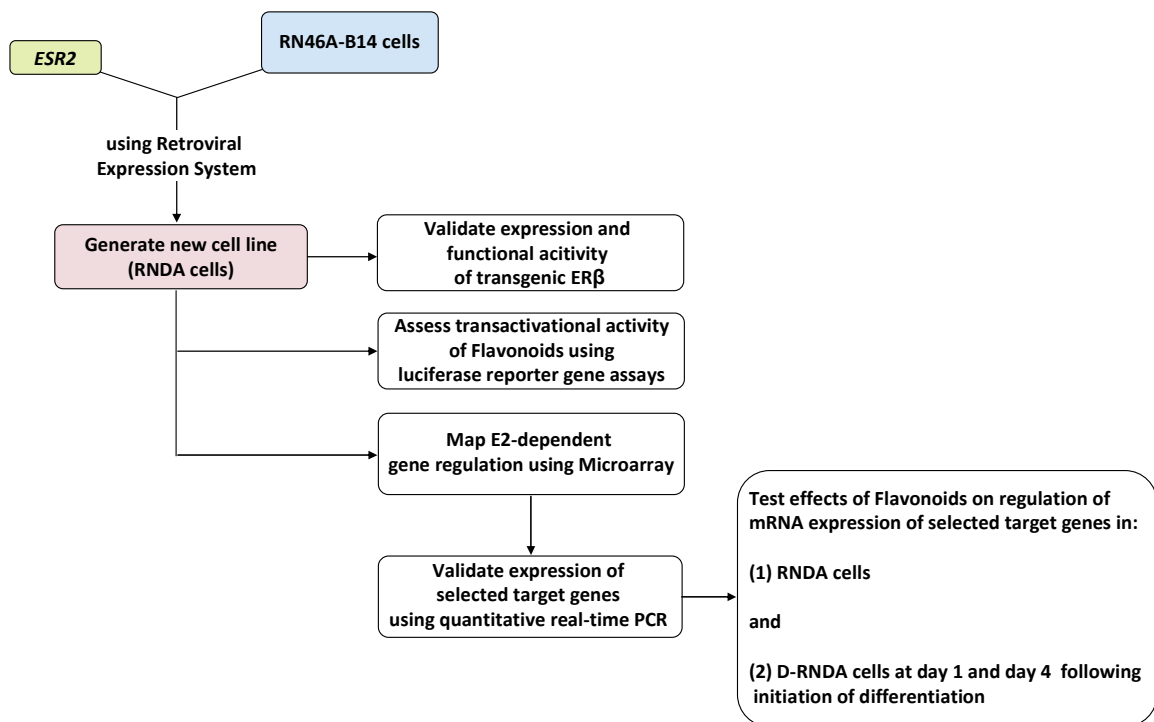 ESR2
RN46A-B14 cells
using Retroviral
Expression System
Generate new cell line
(RNDA cells)
Validate expression and
functional acitivity
of transgenic ERβ
Assess transactivational activity
of Flavonoids using
luciferase reporter gene assays
Map E2-dependent
gene regulation using Microarray
Validate expression of
selected target genes
using quantitative real-time PCR
Test effects of Flavonoids on regulation of
mRNA expression of selected target genes in:
(1) RNDA cells
and
(2) D-RNDA cells at day 1 and day 4 following
initiation of differentiation